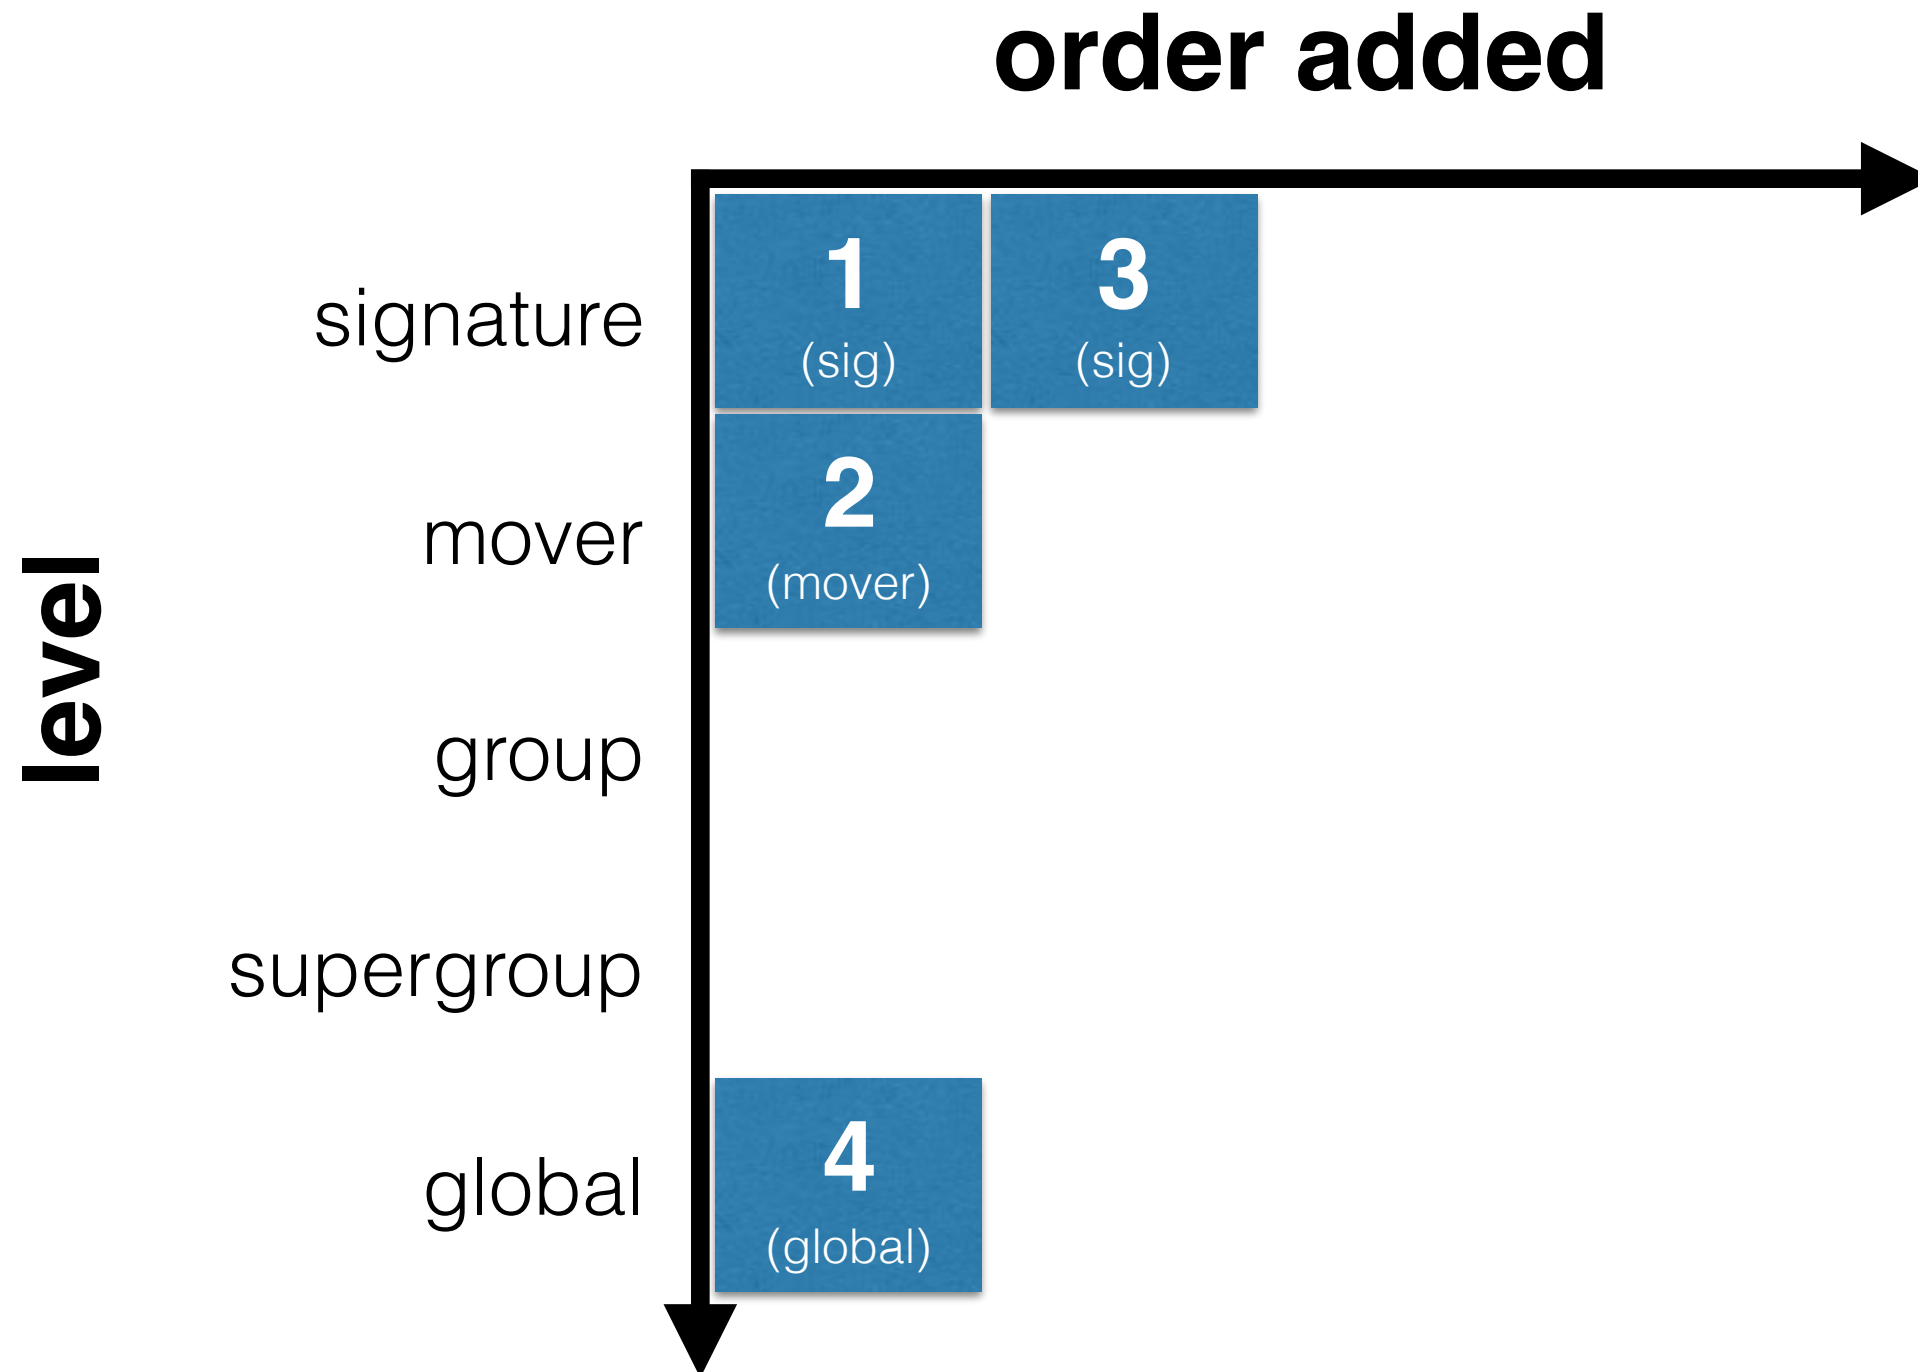 order added
level
signature
1
(sig)
3
(sig)
mover
2
(mover)
group
supergroup
global
4
(global)